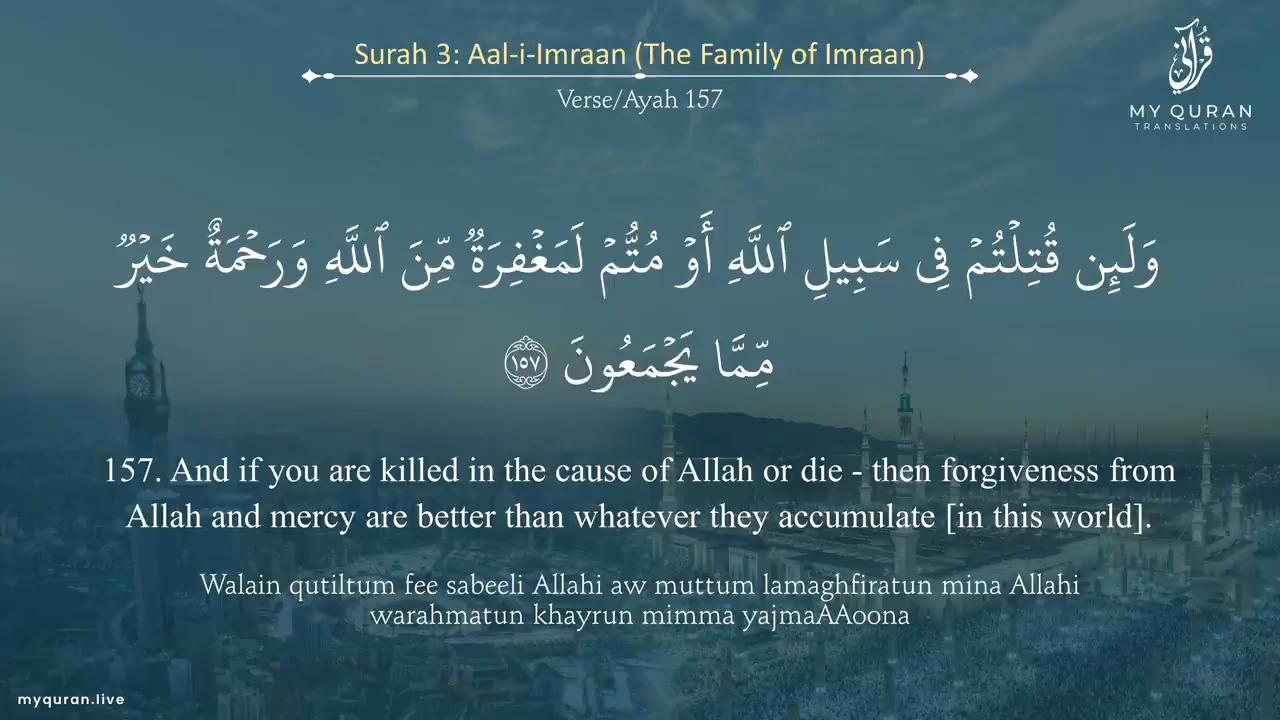 Surah 3: Aal-i-Imraan (The Family of Imraan)
Verse/Ayah 157
قُرآنِي
MY QURAN
TRANSLATIONS
وَلَئِن قُتِلْتُمْ فِى سَبِيلِ ٱللَّهِ أَوْ مُتُّمْ لَمَغْفِرَةٌ مِّنَ ٱللَّهِ وَرَحْمَةٌ خَيْرٌ
مِّمَّا يَجْمَعُونَ ١٥٧
157. And if you are killed in the cause of Allah or die - then forgiveness from
Allah and mercy are better than whatever they accumulate [in this world].
Walain qutiltum fee sabeeli Allahi aw muttum lamaghfiratun mina Allahi
warahmatun khayrun mimma yajmaAAoona
myquran.live